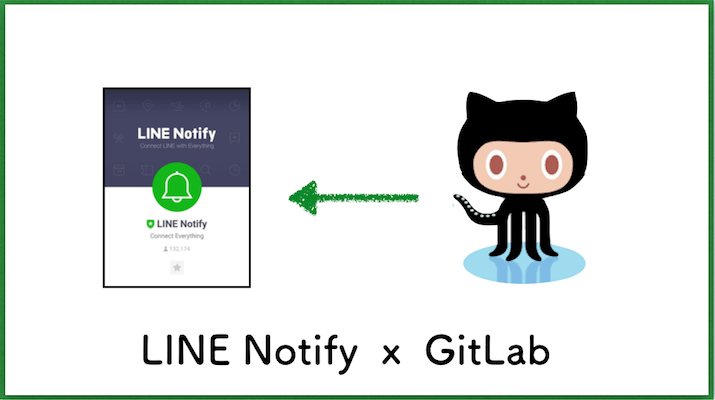 LINE Notify
Connect LINE with Everything
LINE Notify
Connect Everything
132,174
LINE Notify x GitLab